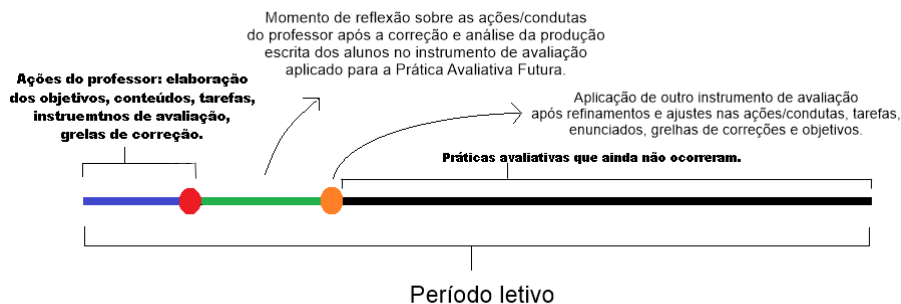 Momento de reflexão sobre as ações/condutas
do professor após a correção e análise da produção
escrita dos alunos no instrumento de avaliação
aplicado para a Prática Avaliativa Futura.
Ações do professor: elaboração
dos objetivos, conteúdos, tarefas,
instruemtnos de avaliação,
grelas de correção.
Aplicação de outro instrumento de avaliação
após refinamentos e ajustes nas ações/condutas, tarefas,
enunciados, grelhas de correções e objetivos.
Práticas avaliativas que ainda não ocorreram.
Período letivo